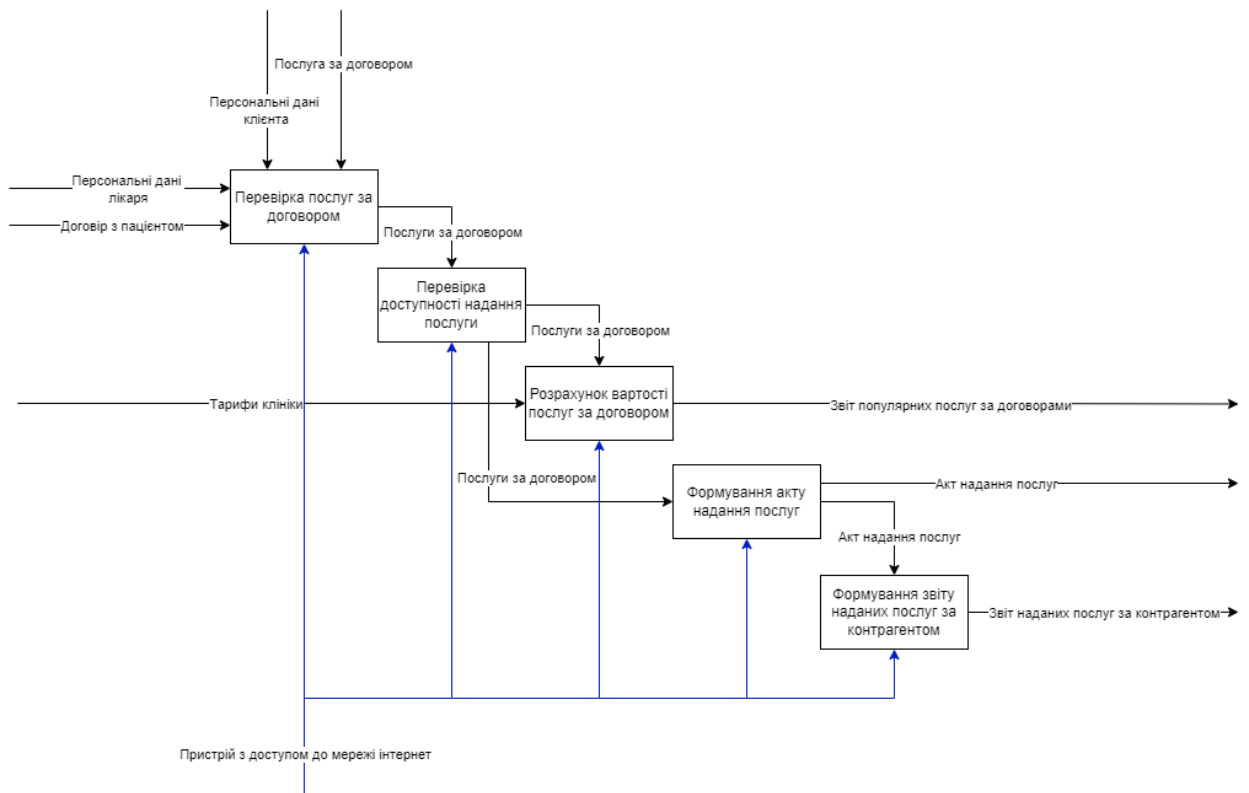 Послуга за договором
Персональні дані
клієнта
Персональні дані
лікаря
Договір з пацієнтом
Перевірка послуг за
договором
Послуги за договором
Перевірка
доступності надання
послуги
Послуги за договором
Тарифи клініки
Розрахунок вартості
послуг за договором
Звіт популярних послуг за договорами
Послуги за договором
Формування акту
надання послуг
Акт надання послуг
Акт надання послуг
Формування звіту
наданих послуг за
контрагентом
Звіт наданих послуг за контрагентом
Пристрій з доступом до мережі інтернет